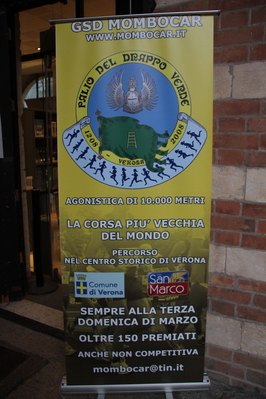 GSD MOMBOCAR
WWW.MOMBOCAR.IT
PALIO DEL DRAPPO VERDE
1208
2008
VERONA
AGONISTICA DI 10.000 METRI
LA CORSA PIU' VECCHIA
DEL MONDO
PERCORSO
NEL CENTRO STORICO DI VERONA
Comune
di Verona
San
Marco
SEMPRE ALLA TERZA
DOMENICA DI MARZO
OLTRE 150 PREMIATI
ANCHE NON COMPETITIVA
mombocar@tin.it